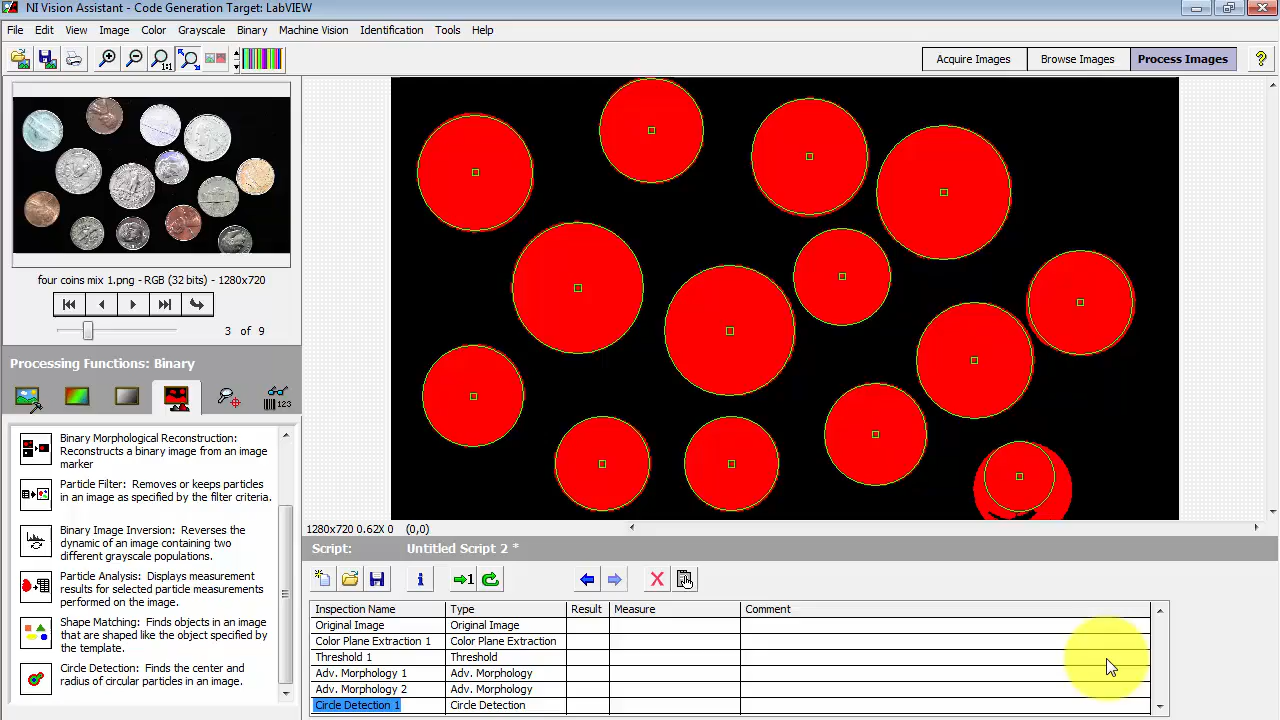 NI Vision Assistant - Code Generation Target: LabVIEW
File Edit View Image Color Grayscale Binary Machine Vision Identification Tools Help
1:1
Acquire Images Browse Images Process Images ?
four coins mix 1.png - RGB (32 bits) - 1280x720
3 of 9
Processing Functions: Binary
123
Binary Morphological Reconstruction:
Reconstructs a binary image from an image
marker
Particle Filter: Removes or keeps particles
in an image as specified by the filter criteria.
Binary Image Inversion: Reverses the
dynamic of an image containing two
different grayscale populations.
Particle Analysis: Displays measurement
results for selected particle measurements
performed on the image.
Shape Matching: Finds objects in an image
that are shaped like the object specified by
the template.
Circle Detection: Finds the center and
radius of circular particles in an image.
1280x720 0.62X 0 (0,0)
Script: Untitled Script 2 *
1
Inspection Name Type Result Measure Comment
Original Image Original Image
Color Plane Extraction 1 Color Plane Extraction
Threshold 1 Threshold
Adv. Morphology 1 Adv. Morphology
Adv. Morphology 2 Adv. Morphology
Circle Detection 1 Circle Detection